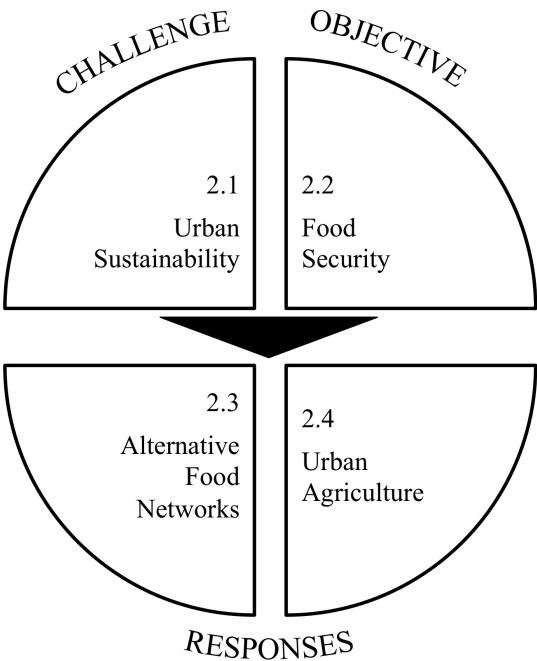 CHALLENGE
OBJECTIVE
2.1
Urban
Sustainability
2.2
Food
Security
2.3
Alternative
Food
Networks
2.4
Urban
Agriculture
RESPONSES